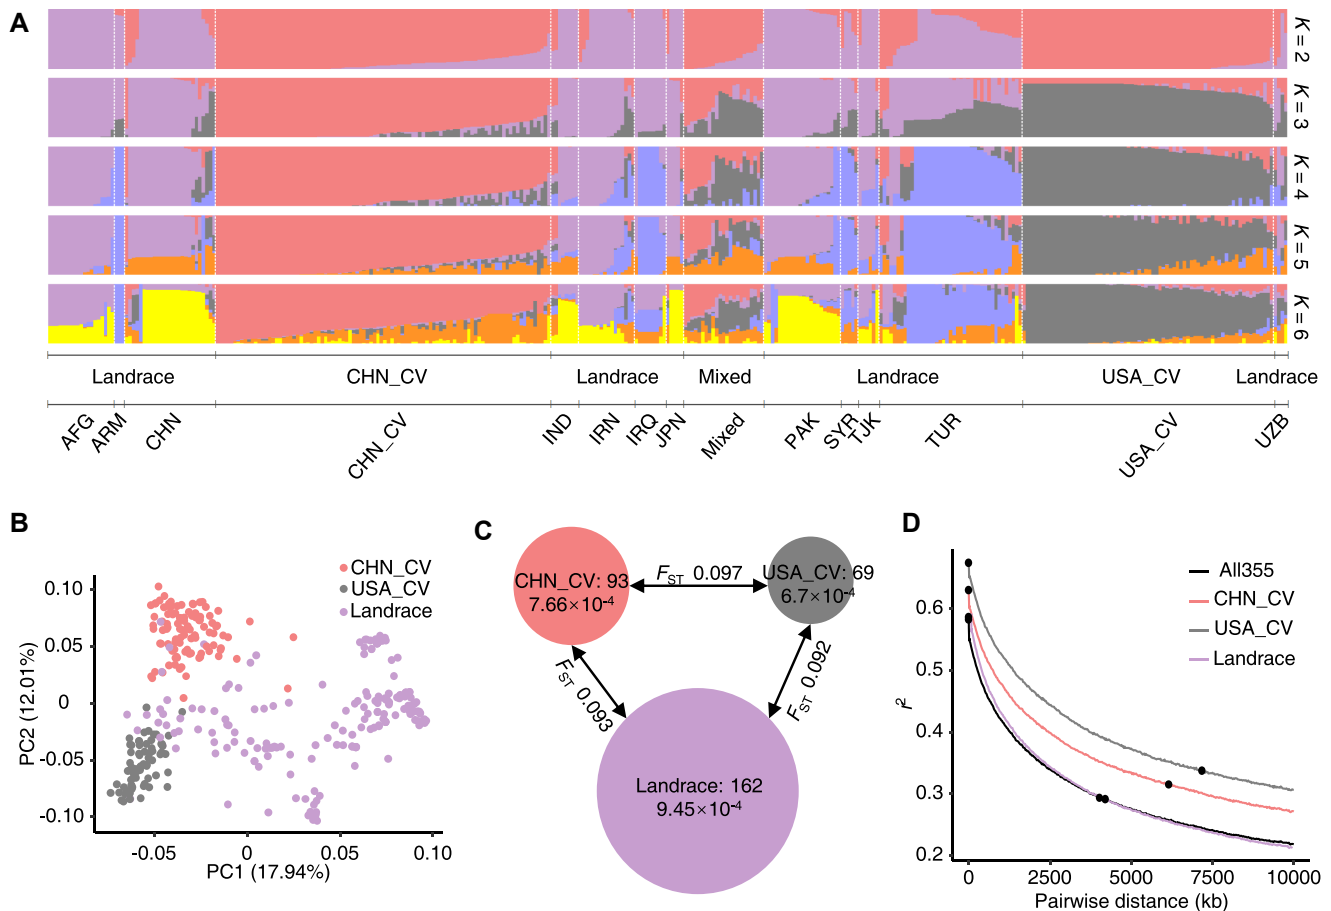 A
K = 2
K = 3
K = 4
K = 5
K = 6
Landrace CHN_CV Landrace Mixed Landrace USA_CV Landrace
AFG ARM CHN CHN_CV IND IRN IRQ JPN Mixed PAK SYR TJK TUR USA_CV UZB
B
CHN_CV
USA_CV
Landrace
0.10
0.05
0
-0.05
-0.10
PC2 (12.01%)
-0.05 0 0.05 0.10
PC1 (17.94%)
C
CHN_CV: 93
7.66×10-4
FST 0.097
USA_CV: 69
6.7×10-4
FST 0.093
FST 0.092
Landrace: 162
9.45×10-4
D
All355
CHN_CV
USA_CV
Landrace
0.6
0.5
0.4
0.3
0.2
r2
0 2500 5000 7500 10000
Pairwise distance (kb)